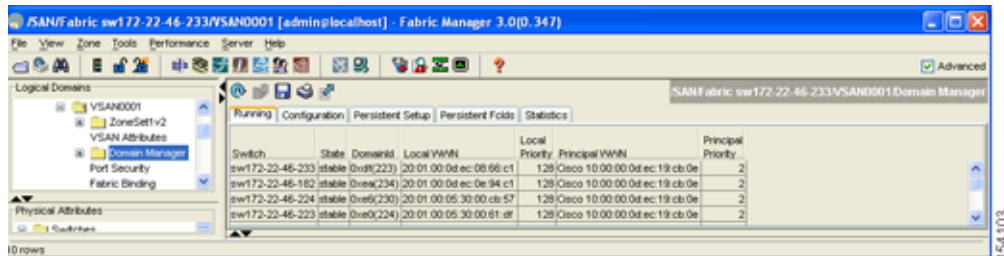 /SAN/Fabric sw172-22-46-233/VSAN0001 [admin@localhost] - Fabric Manager 3.0(0.347)
File View Zone Tools Performance Server Help
Advanced
Logical Domains
/SAN/Fabric sw172-22-46-233/VSAN0001/Domain Manager
VSAN0001
ZoneSet1v2
VSAN Attributes
Domain Manager
Port Security
Fabric Binding
Running Configuration Persistent Setup Persistent FcIds Statistics
Switch State DomainId Local WWN Local Priority Principal WWN Principal Priority
sw172-22-46-233 stable 0xdf(223) 20:01:00:0d:ec:08:66:c1 128 Cisco 10:00:00:0d:ec:19:cb:0e 2
sw172-22-46-182 stable 0xea(234) 20:01:00:0d:ec:0e:94:c1 128 Cisco 10:00:00:0d:ec:19:cb:0e 2
sw172-22-46-224 stable 0xe6(230) 20:01:00:05:30:00:cb:57 128 Cisco 10:00:00:0d:ec:19:cb:0e 2
sw172-22-46-223 stable 0xe0(224) 20:01:00:05:30:00:61:df 128 Cisco 10:00:00:0d:ec:19:cb:0e 2
Physical Attributes
Switches
10 rows